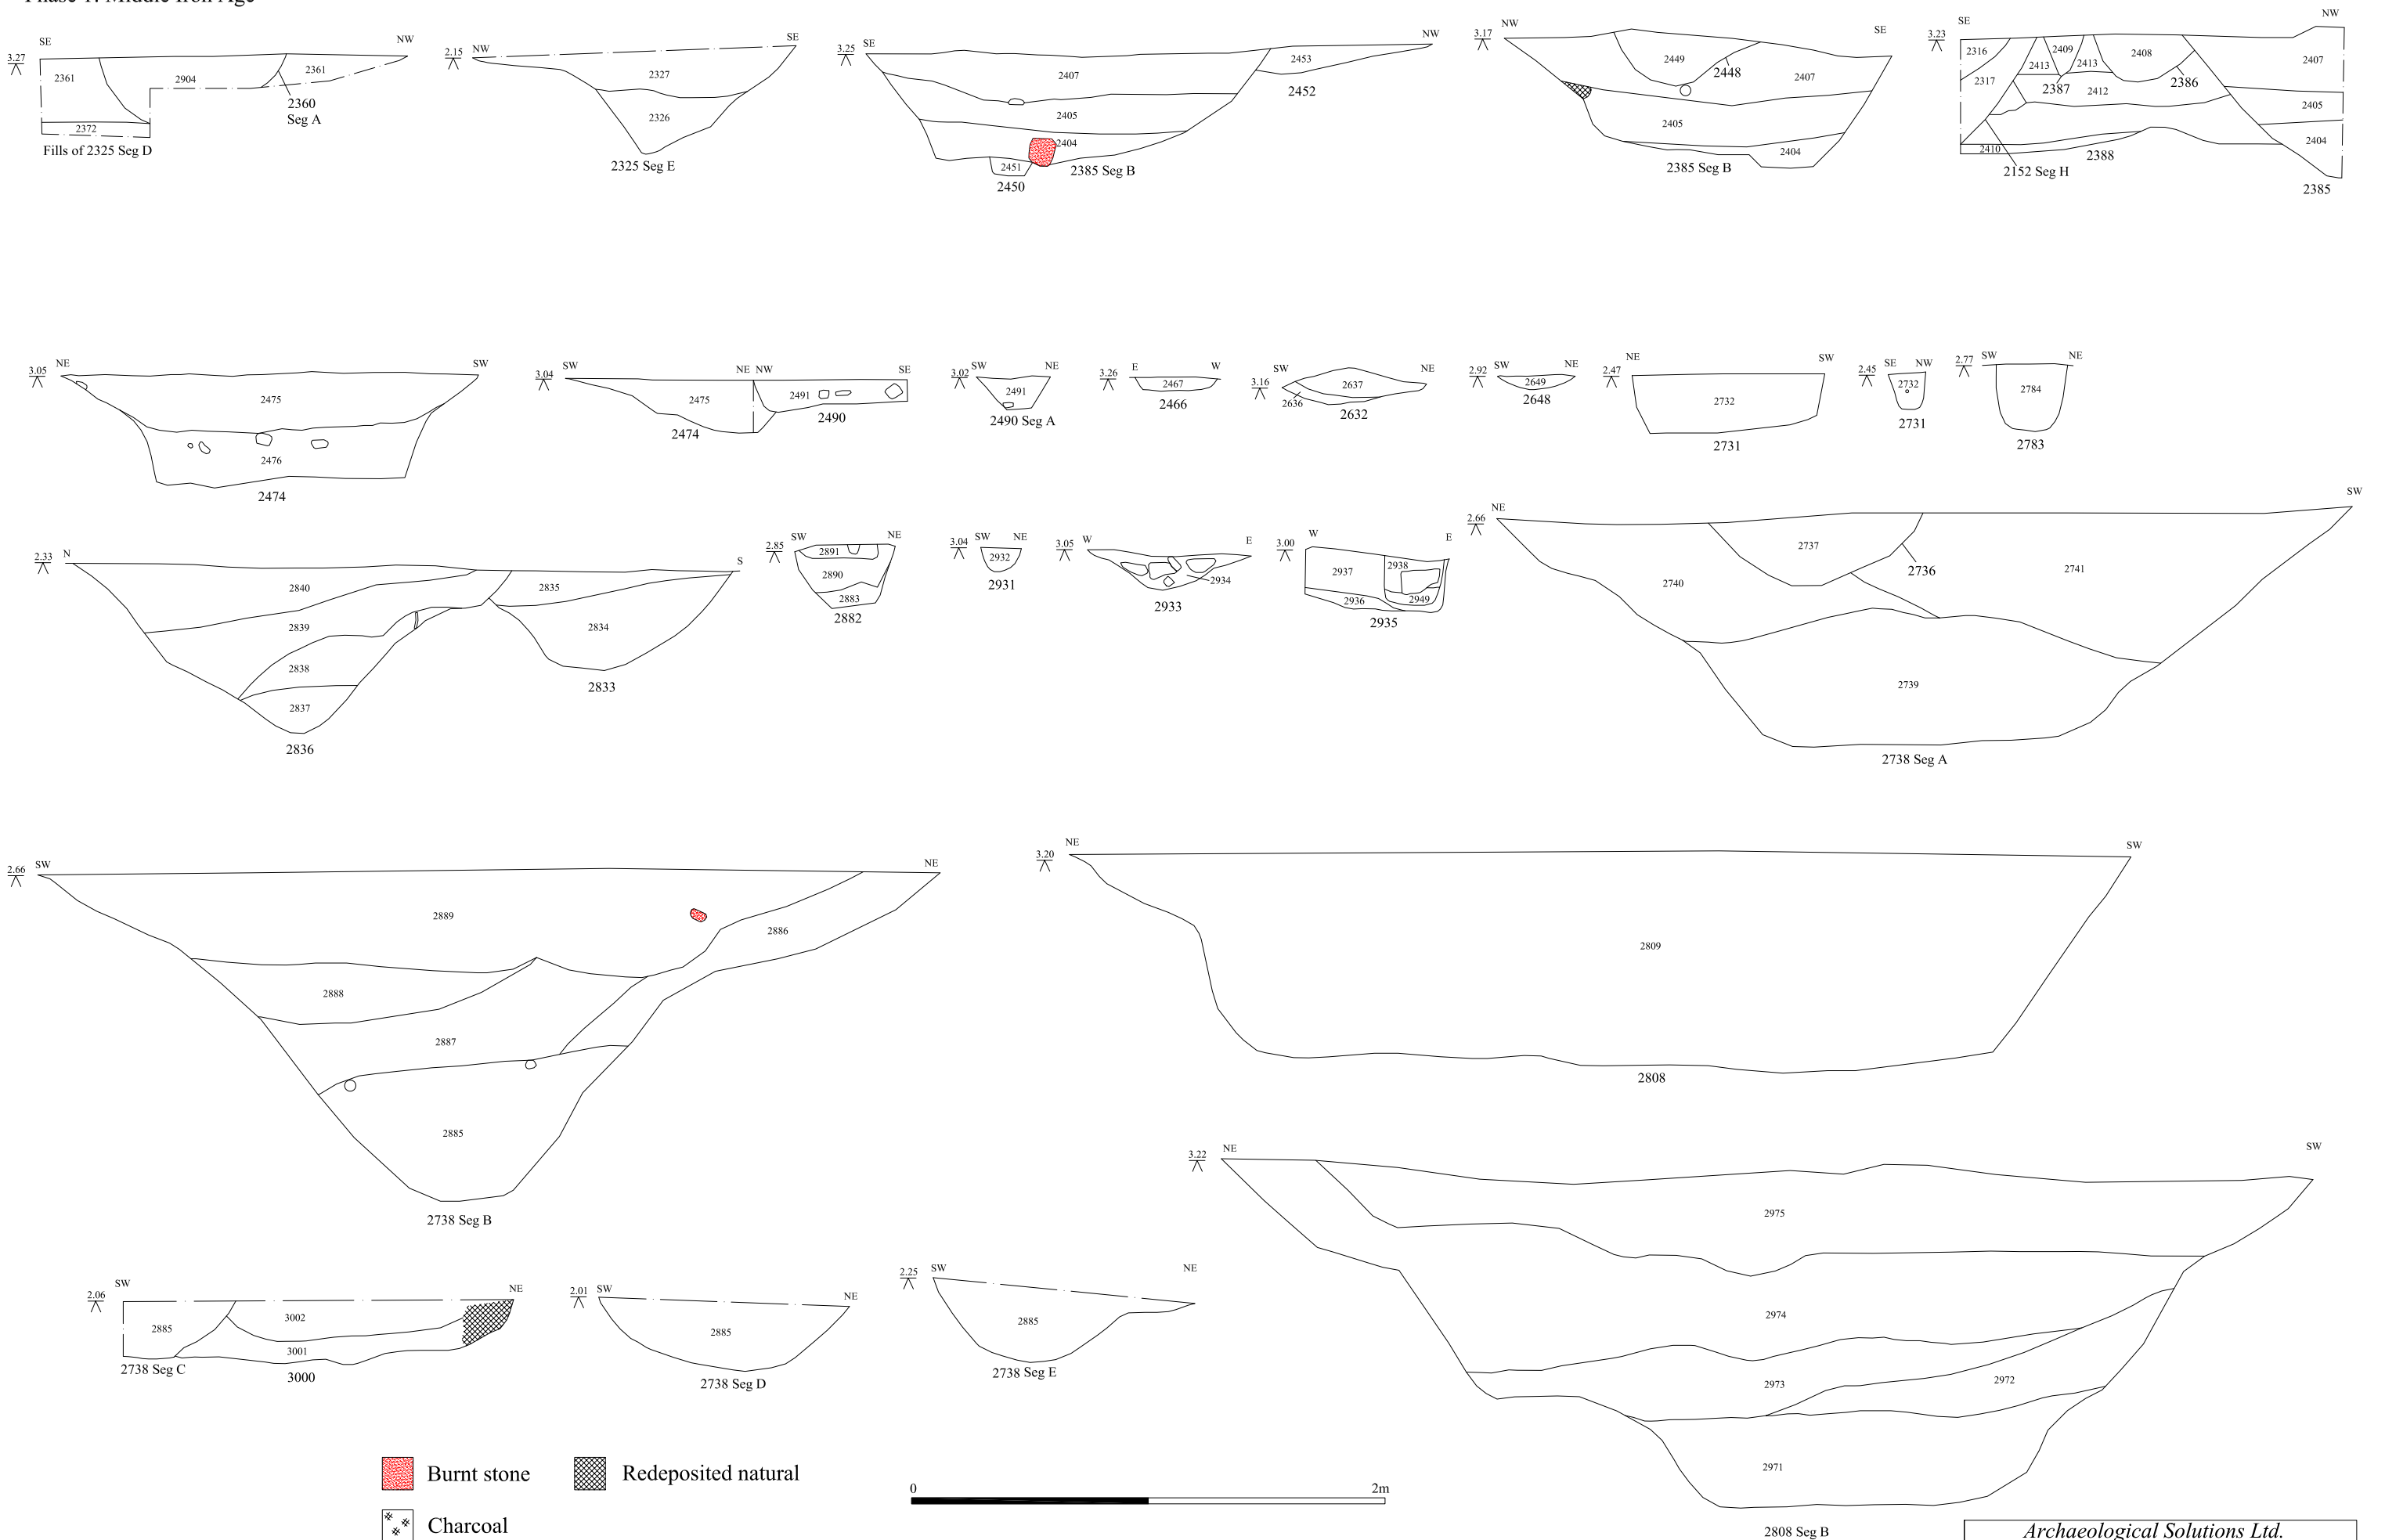 Phase 1: Middle Iron Age
3.27 SE NW
2361 2904 2361
2360
Seg A
2372
Fills of 2325 Seg D
2.15 NW SE
2327
2326
2325 Seg E
3.25 SE NW
2407 2453
2452
2405
2404
2451
2385 Seg B
2450
3.17 NW SE
2449 2448 2407
2405
2404
2385 Seg B
3.23 SE NW
2316 2409 2408 2407
2413 2413
2317 2387 2412 2386
2405
2404
2410 2388
2152 Seg H
2385
3.05 NE SW
2475
2476
2474
3.04 SW NE NW SE
2475 2491
2490
2474
3.02 SW NE
2491
2490 Seg A
3.26 E W
2467
2466
3.16 SW NE
2637
2636
2632
2.92 SW NE
2649
2648
2.47 NE SW
2732
2731
2.45 SE NW
2732
2731
2.77 SW NE
2784
2783
2.33 N S
2840 2835
2839 2834
2838
2833
2837
2836
2.85 SW NE
2891
2890
2883
2882
3.04 SW NE
2932
2931
3.05 W E
2934
2933
3.00 W E
2937 2938
2936 2949
2935
2.66 NE SW
2737
2736
2740 2741
2739
2738 Seg A
2.66 SW NE
2889
2886
2888
2887
2885
2738 Seg B
3.20 NE SW
2809
2808
2.06 SW NE
2885 3002
3001
2738 Seg C
3000
2.01 SW NE
2885
2738 Seg D
2.25 SW NE
2885
2738 Seg E
3.22 NE SW
2975
2974
2973 2972
2971
2808 Seg B
Burnt stone
Redeposited natural
Charcoal
0 2m
Archaeological Solutions Ltd.